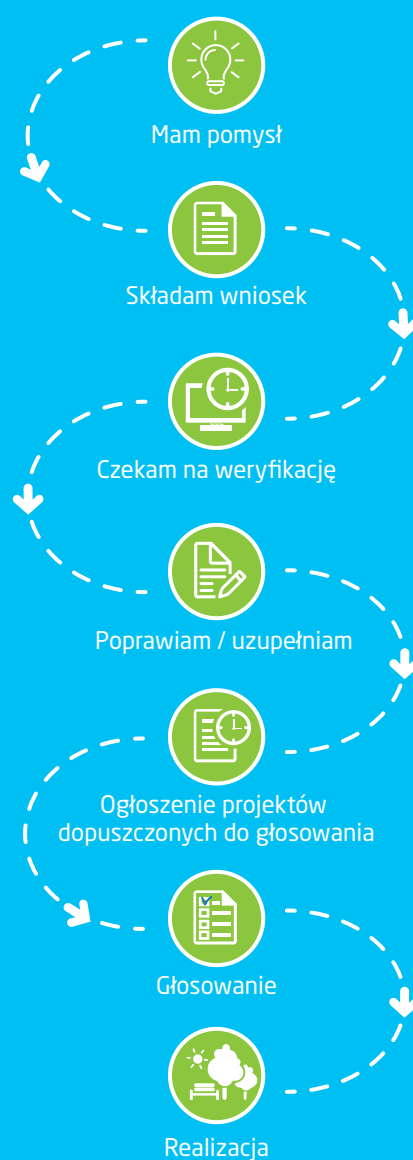 Mam pomysł
Składam wniosek
Czekam na weryfikację
Poprawiam / uzupełniam
Ogłoszenie projektów
dopuszczonych do głosowania
Głosowanie
Realizacja